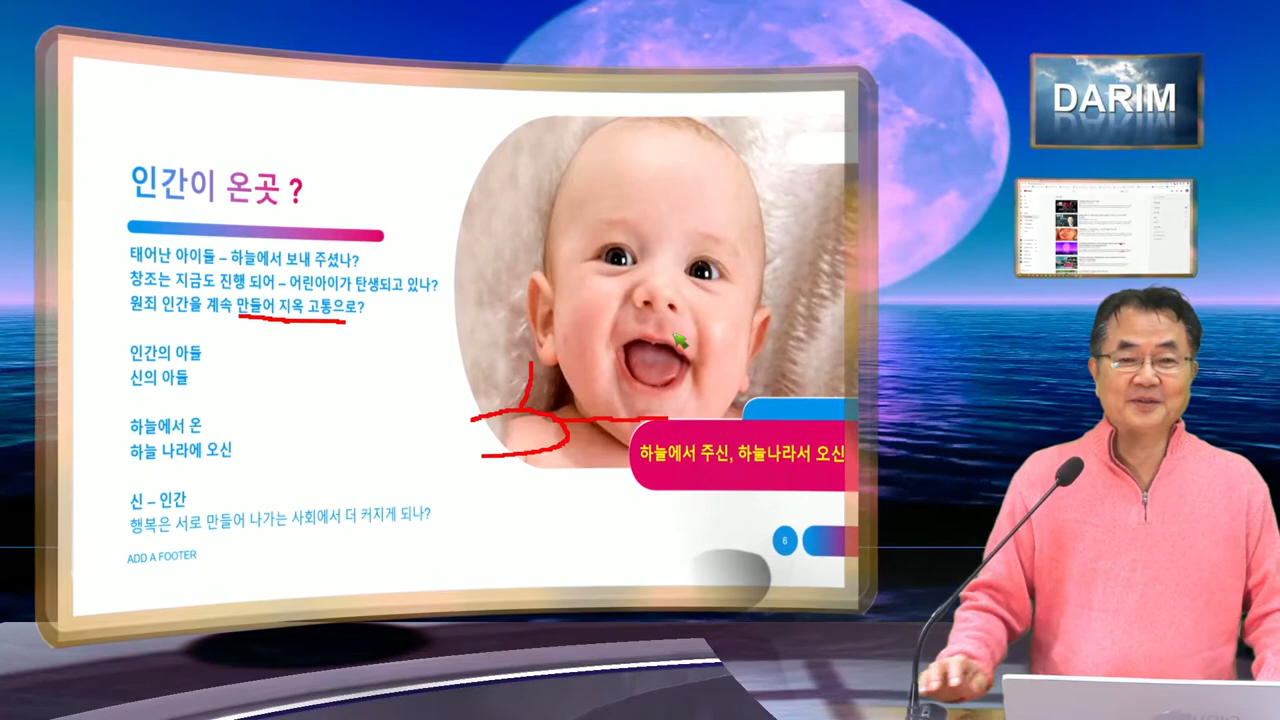 인간이 온곳 ?
태어난 아이들 – 하늘에서 보내 주셨나?
창조는 지금도 진행 되어 – 어린아이가 탄생되고 있나?
원죄 인간을 계속 만들어 지옥 고통으로?
인간의 아들
신의 아들
하늘에서 온
하늘 나라에 오신
신 – 인간
행복은 서로 만들어 나가는 사회에서 더 커지게 되나?
ADD A FOOTER
하늘에서 주신, 하늘나라서 오신
6
DARIM